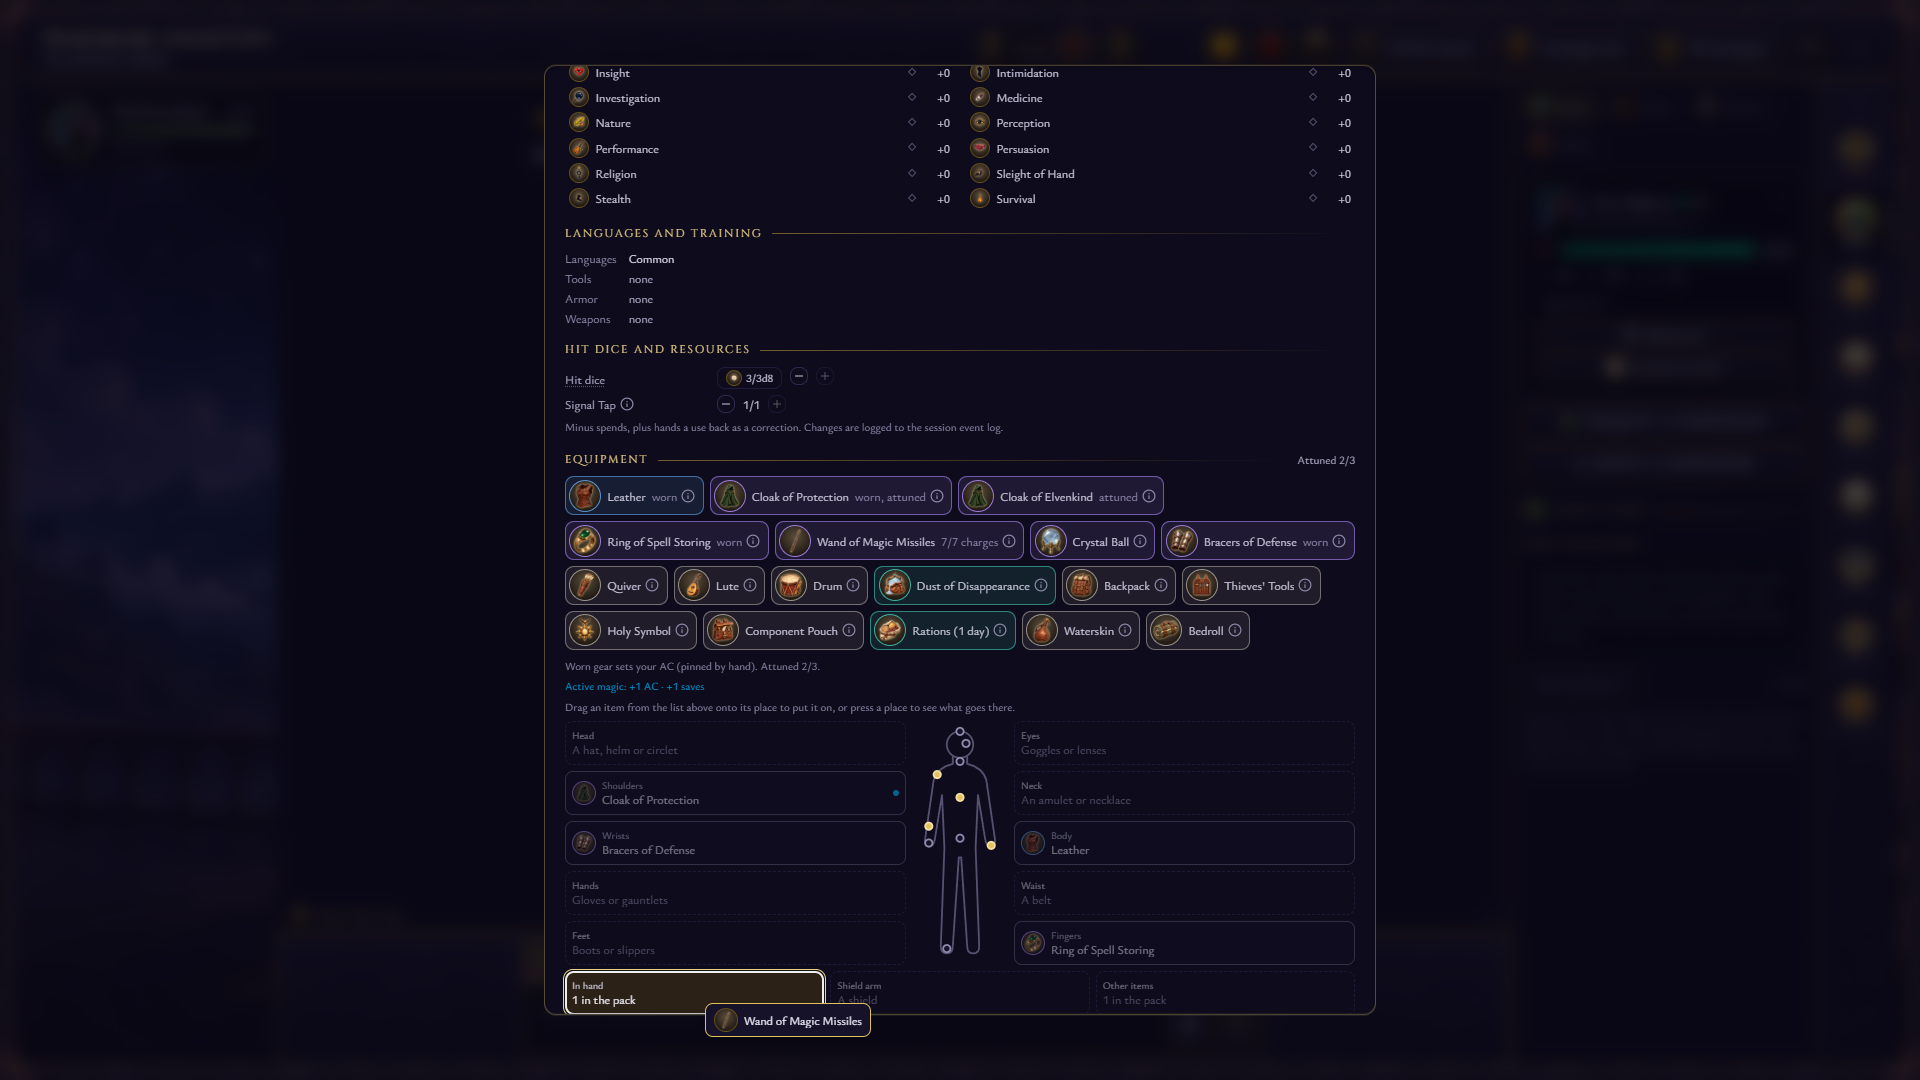 Insight +0 Intimidation +0
Investigation +0 Medicine +0
Nature +0 Perception +0
Performance +0 Persuasion +0
Religion +0 Sleight of Hand +0
Stealth +0 Survival +0
LANGUAGES AND TRAINING
Languages Common
Tools none
Armor none
Weapons none
HIT DICE AND RESOURCES
Hit dice 3/3d8
Signal Tap 1/1
Minus spends, plus hands a use back as a correction. Changes are logged to the session event log.
EQUIPMENT Attuned 2/3
Leather worn Cloak of Protection worn, attuned Cloak of Elvenkind attuned
Ring of Spell Storing worn Wand of Magic Missiles 7/7 charges Crystal Ball Bracers of Defense worn
Quiver Lute Drum Dust of Disappearance Backpack Thieves' Tools
Holy Symbol Component Pouch Rations (1 day) Waterskin Bedroll
Worn gear sets your AC (pinned by hand). Attuned 2/3.
Active magic: +1 AC · +1 saves
Drag an item from the list above onto its place to put it on, or press a place to see what goes there.
Head
A hat, helm or circlet
Eyes
Goggles or lenses
Shoulders
Cloak of Protection
Neck
An amulet or necklace
Wrists
Bracers of Defense
Body
Leather
Hands
Gloves or gauntlets
Waist
A belt
Feet
Boots or slippers
Fingers
Ring of Spell Storing
In hand
1 in the pack
Shield arm
A shield
Other items
1 in the pack
Wand of Magic Missiles